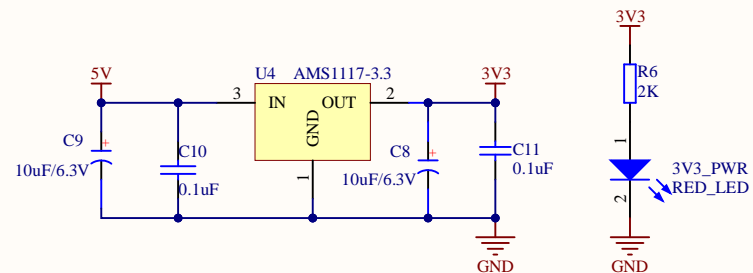 3V3
5V
U4 AMS1117-3.3
3V3
3
IN
OUT
2
GND
1
C9
10uF/6.3V
C10
0.1uF
C8
10uF/6.3V
C11
0.1uF
GND
R6
2K
1
3V3_PWR
RED_LED
2
GND